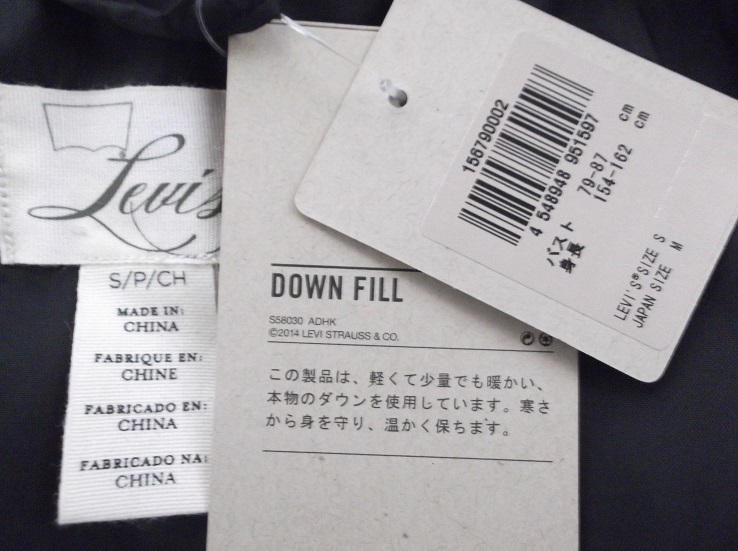 Levi's
S/P/CH
MADE IN:
CHINA
FABRIQUE EN:
CHINE
FABRICADO EN:
CHINA
FABRICADO NA:
CHINA
DOWN FILL
S58030 ADHK
©2014 LEVI STRAUSS & CO.
この製品は、軽くて少量でも暖かい、
本物のダウンを使用しています。寒さ
から身を守り、温かく保ちます。
156790002
4 548948 951597
バスト 79-87 cm
身長 154-162 cm
LEVI'S®SIZE S
JAPAN SIZE M